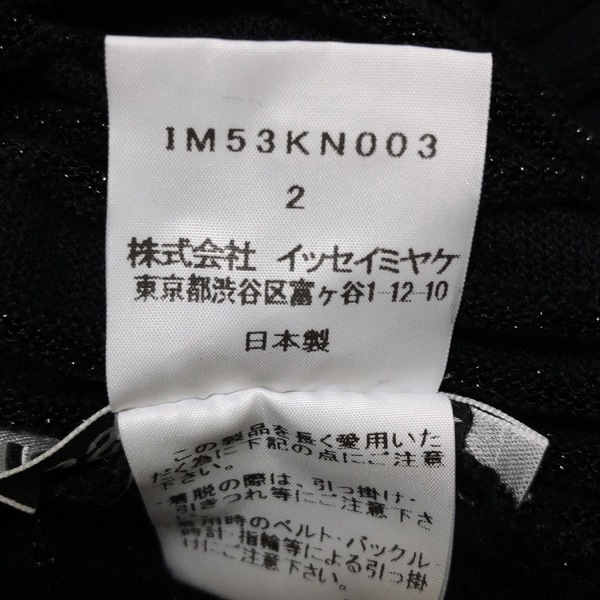 IM53KN003
2
株式会社 イッセイミヤケ
東京都渋谷区富ヶ谷1-12-10
日本製
この製品を長く愛用いた
だく為に下記の点にご注意
下さい。
・着脱の際は、引っ掛け・
引きつれ等にご注意下さ
用時のベルト・バックル
時計・指輪等による引っ掛
けにご注意下さい。